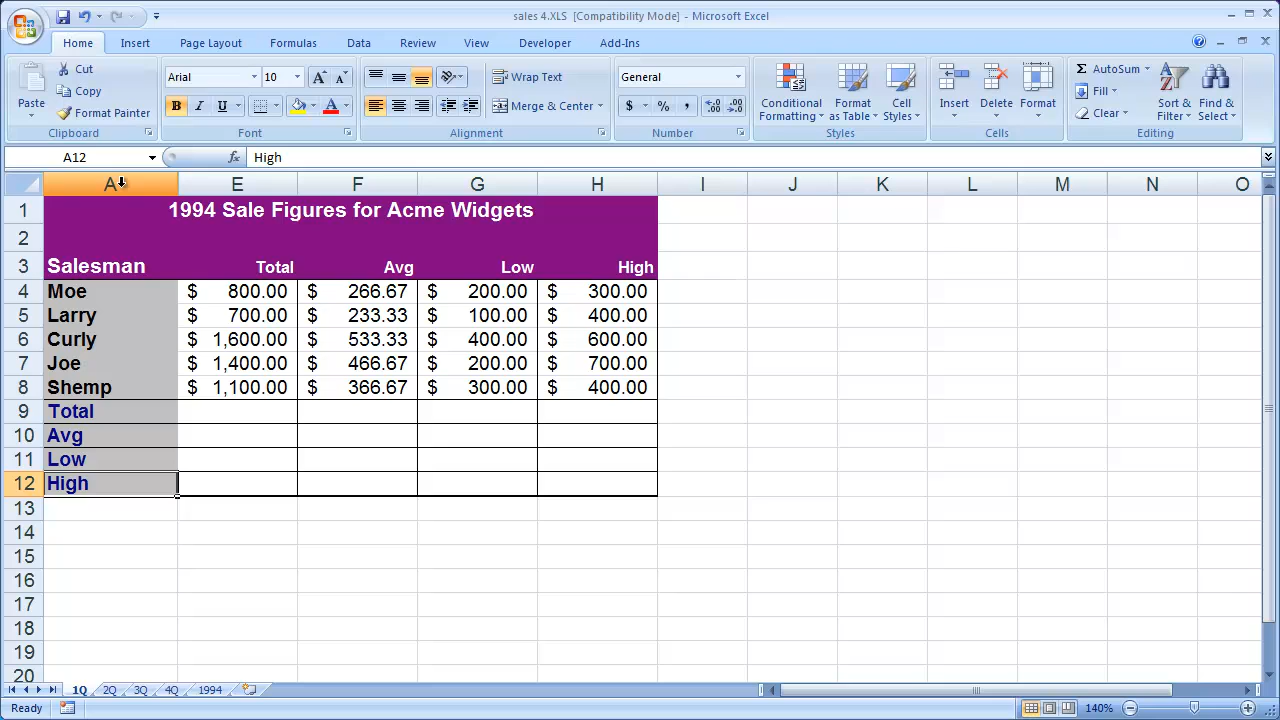 sales 4.XLS [Compatibility Mode] - Microsoft Excel
Home Insert Page Layout Formulas Data Review View Developer Add-Ins
Paste Cut Copy Format Painter
Arial 10 A A B I U A
Wrap Text
Merge & Center
General
$ % ,
Conditional Formatting Format as Table Cell Styles
Insert Delete Format
Σ AutoSum Fill Clear
Sort & Filter Find & Select
Clipboard Font Alignment Number Styles Cells Editing
A12 fx High
A E F G H I J K L M N O
1 1994 Sale Figures for Acme Widgets
2
3 Salesman Total Avg Low High
4 Moe $ 800.00 $ 266.67 $ 200.00 $ 300.00
5 Larry $ 700.00 $ 233.33 $ 100.00 $ 400.00
6 Curly $ 1,600.00 $ 533.33 $ 400.00 $ 600.00
7 Joe $ 1,400.00 $ 466.67 $ 200.00 $ 700.00
8 Shemp $ 1,100.00 $ 366.67 $ 300.00 $ 400.00
9 Total
10 Avg
11 Low
12 High
13
14
15
16
17
18
19
20
1Q 2Q 3Q 4Q 1994
Ready 140%